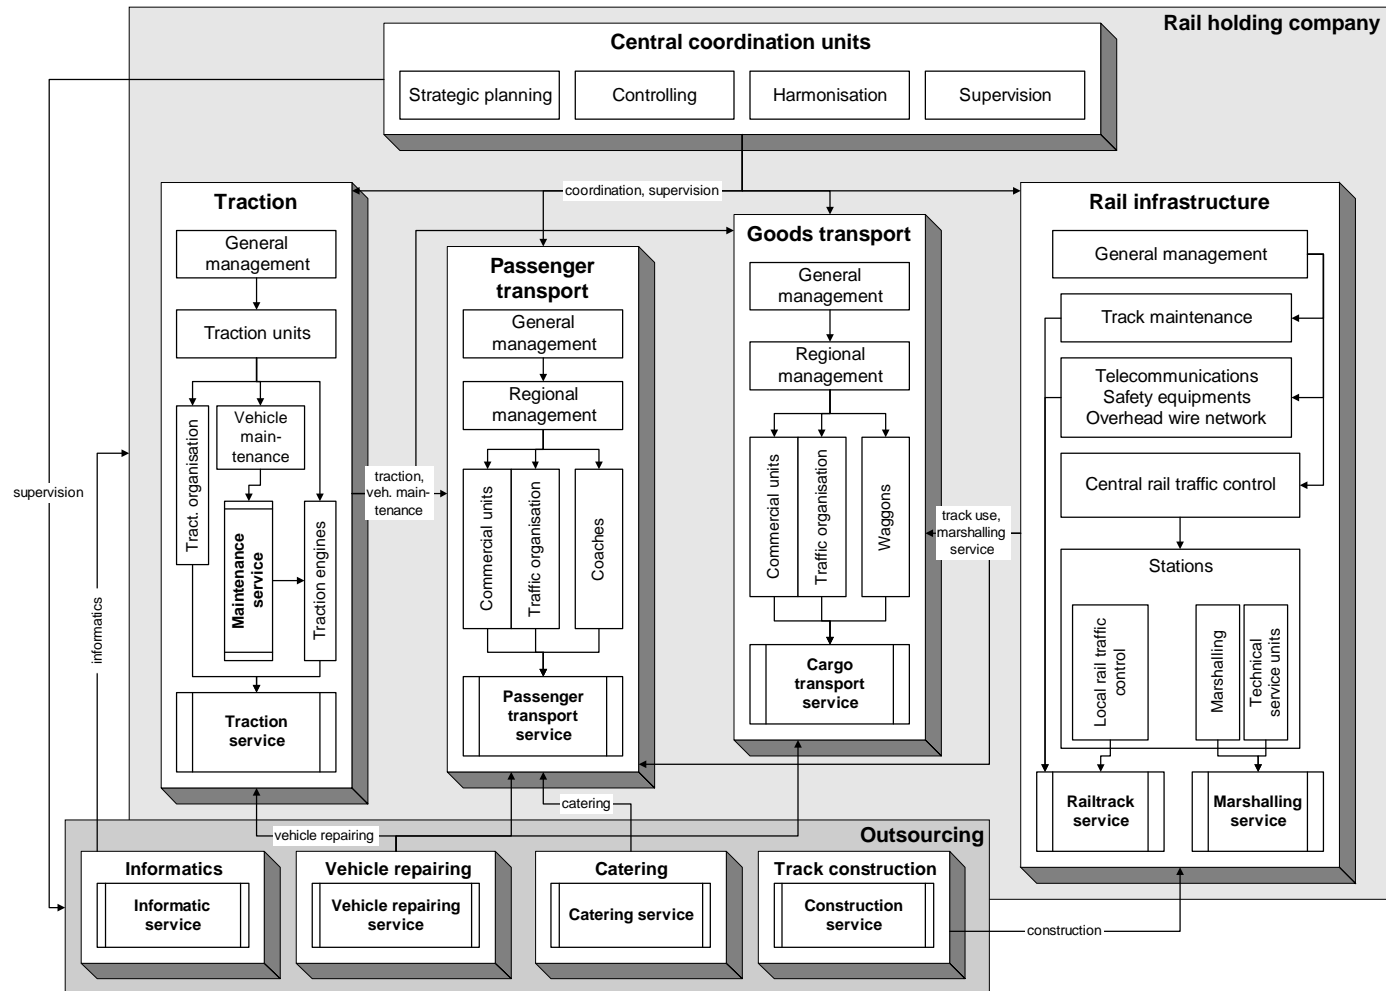 Rail holding company
Central coordination units
Strategic planning
Controlling
Harmonisation
Supervision
coordination, supervision
Traction
General
management
Traction units
Tract. organisation
Vehicle
main-
tenance
Maintenance
service
Traction engines
Traction
service
traction,
veh. main-
tenance
Passenger
transport
General
management
Regional
management
Commercial units
Traffic organisation
Coaches
Passenger
transport
service
Goods transport
General
management
Regional
management
Commercial units
Traffic organisation
Waggons
Cargo
transport
service
track use,
marshalling
service
Rail infrastructure
General management
Track maintenance
Telecommunications
Safety equipments
Overhead wire network
Central rail traffic control
Stations
Local rail traffic
control
Marshalling
Technical
service units
Railtrack
service
Marshalling
service
supervision
informatics
vehicle repairing
catering
Outsourcing
Informatics
Informatic
service
Vehicle repairing
Vehicle repairing
service
Catering
Catering service
Track construction
Construction
service
construction